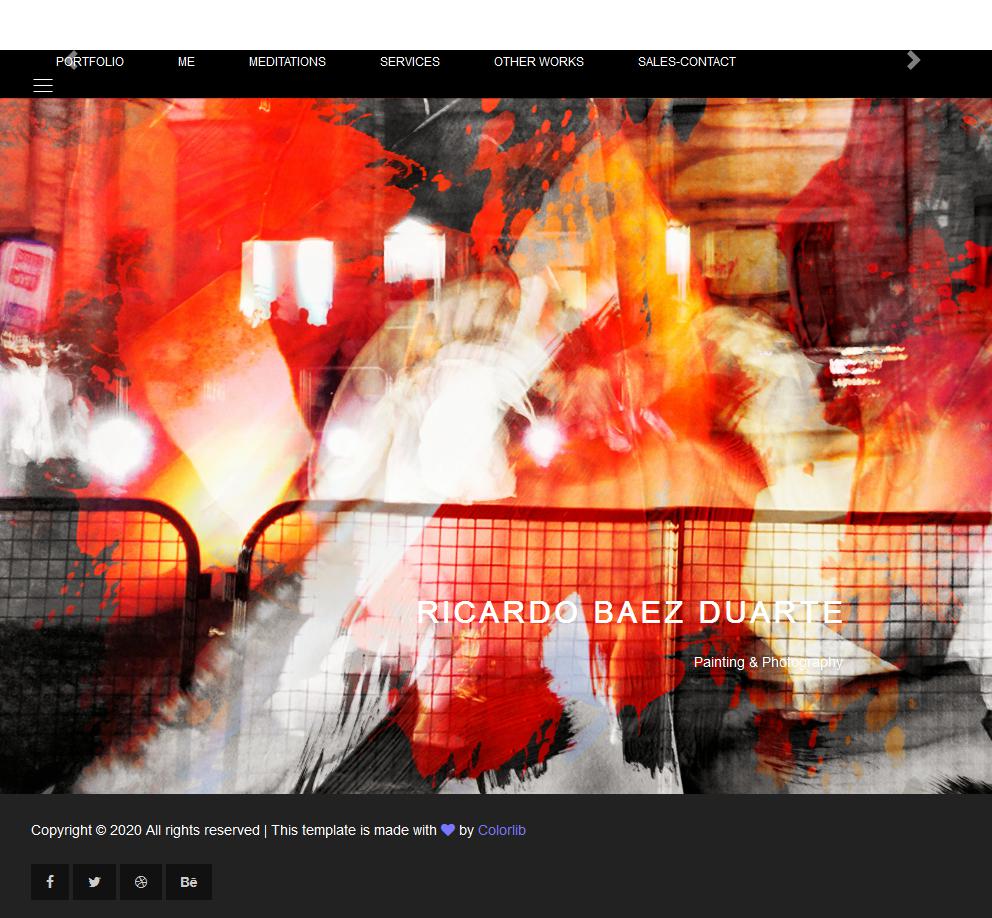 PORTFOLIO ME MEDITATIONS SERVICES OTHER WORKS SALES-CONTACT
RICARDO BAEZ DUARTE
Painting & Photography
Copyright © 2020 All rights reserved | This template is made with by Colorlib
Bē